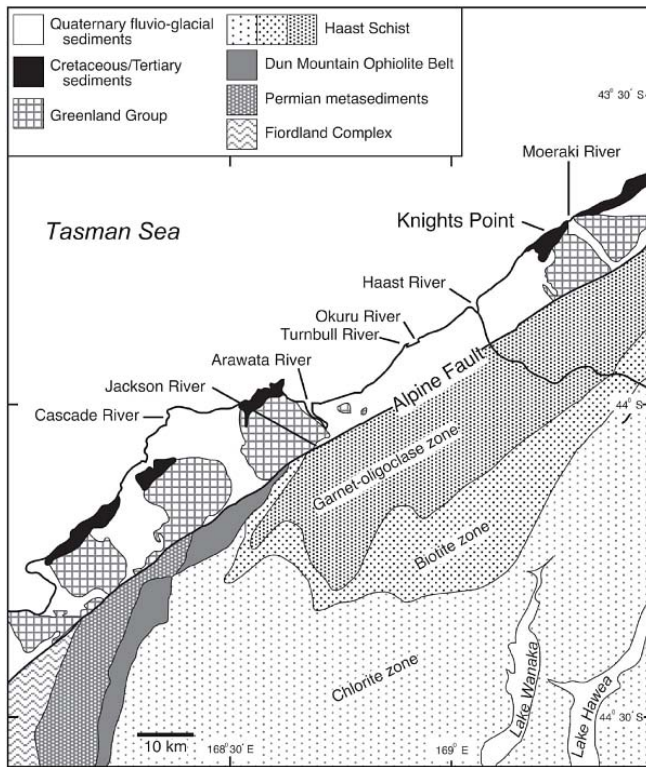 Quaternary fluvio-glacial
sediments
Cretaceous/Tertiary
sediments
Greenland Group
Haast Schist
Dun Mountain Ophiolite Belt
Permian metasediments
Fiordland Complex
43° 30' S
Moeraki River
Tasman Sea
Knights Point
Haast River
Okuru River
Turnbull River
Arawata River
Jackson River
Cascade River
Alpine Fault
44° S
Garnet-oligoclase zone
Biotite zone
Chlorite zone
Lake Wanaka
Lake Hawea
44° 30' S
10 km
168° 30' E
169° E